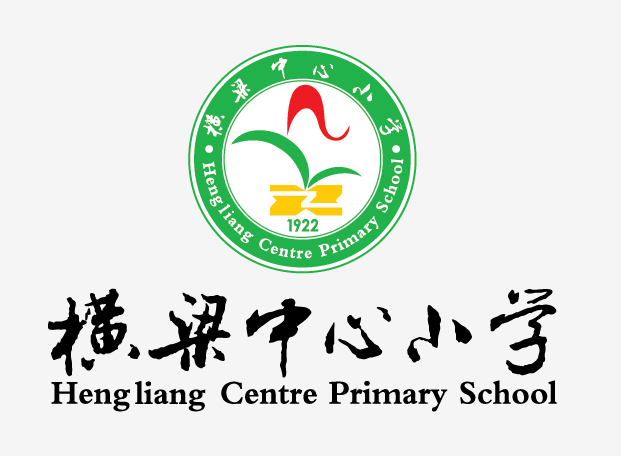 横梁中心小学
Hengliang Centre Primary School
1922
横梁中心小学
Hengliang Centre Primary School